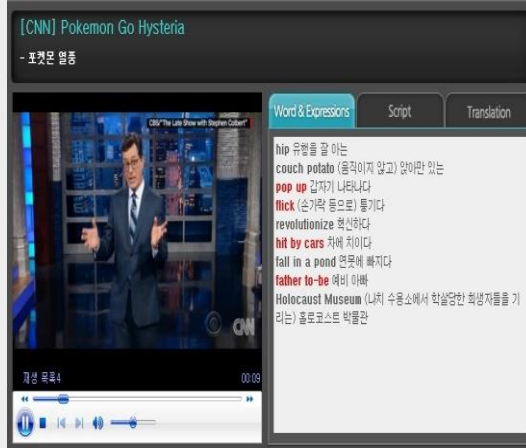 [CNN] Pokemon Go Hysteria
- 포켓몬 열풍
CBS/"The Late Show with Stephen Colbert"
CNN
재생 목록4
00:09
Word & Expressions
Script
Translation
hip 유행을 잘 아는
couch potato (움직이지 않고) 앉아만 있는
pop up 갑자기 나타나다
flick (손가락 등으로) 튀기다
revolutionize 혁신하다
hit by cars 차에 치이다
fall in a pond 연못에 빠지다
father to-be 예비 아빠
Holocaust Museum (나치 수용소에서 학살당한 희생자들을 기
리는) 홀로코스트 박물관